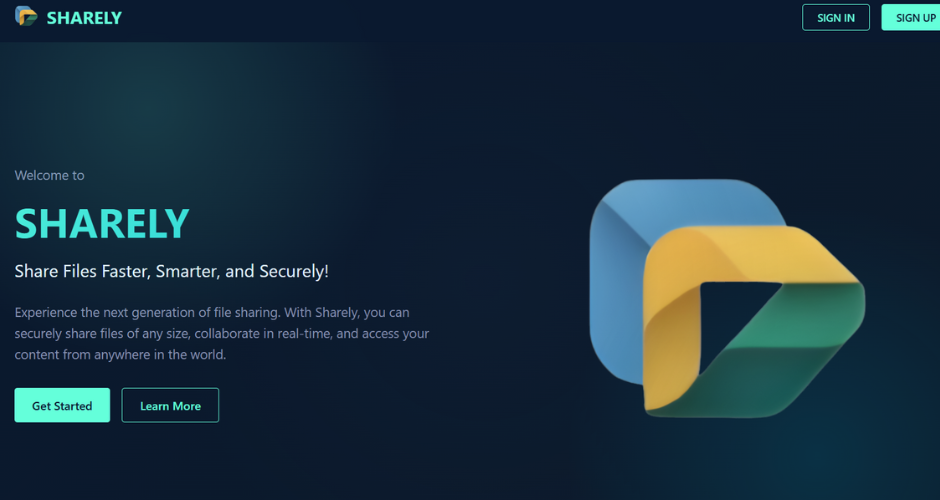 SHARELY
SIGN IN
SIGN UP
Welcome to
SHARELY
Share Files Faster, Smarter, and Securely!
Experience the next generation of file sharing. With Sharely, you can
securely share files of any size, collaborate in real-time, and access your
content from anywhere in the world.
Get Started
Learn More